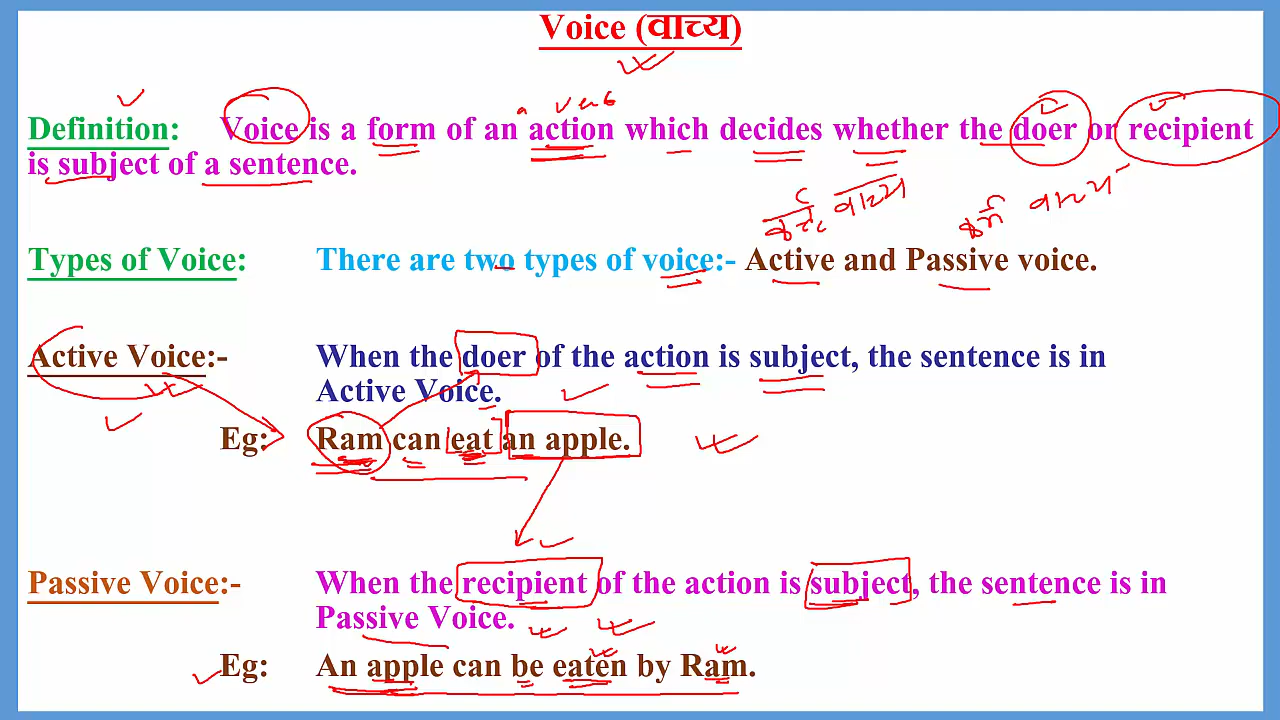 Voice (वाच्य)
a verb
Definition: Voice is a form of an action which decides whether the doer or recipient
is subject of a sentence.
कर्तृ वाच्य कर्म वाच्य
Types of Voice: There are two types of voice:- Active and Passive voice.
Active Voice:- When the doer of the action is subject, the sentence is in
Active Voice.
Eg: Ram can eat an apple.
Passive Voice:- When the recipient of the action is subject, the sentence is in
Passive Voice.
Eg: An apple can be eaten by Ram.